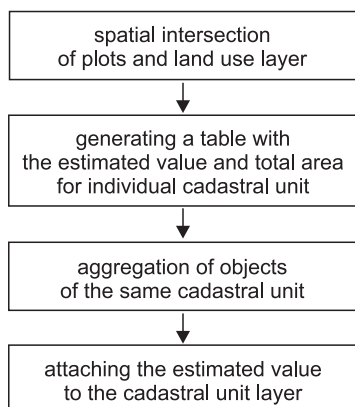 spatial intersection
of plots and land use layer
generating a table with
the estimated value and total area
for individual cadastral unit
aggregation of objects
of the same cadastral unit
attaching the estimated value
to the cadastral unit layer